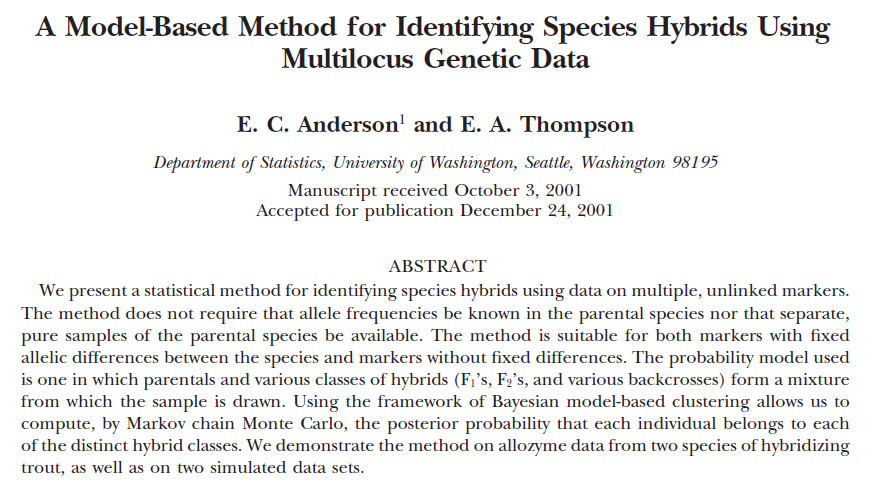 A Model-Based Method for Identifying Species Hybrids Using
Multilocus Genetic Data
E. C. Anderson¹ and E. A. Thompson
Department of Statistics, University of Washington, Seattle, Washington 98195
Manuscript received October 3, 2001
Accepted for publication December 24, 2001
ABSTRACT
We present a statistical method for identifying species hybrids using data on multiple, unlinked markers.
The method does not require that allele frequencies be known in the parental species nor that separate,
pure samples of the parental species be available. The method is suitable for both markers with fixed
allelic differences between the species and markers without fixed differences. The probability model used
is one in which parentals and various classes of hybrids (F₁'s, F₂'s, and various backcrosses) form a mixture
from which the sample is drawn. Using the framework of Bayesian model-based clustering allows us to
compute, by Markov chain Monte Carlo, the posterior probability that each individual belongs to each
of the distinct hybrid classes. We demonstrate the method on allozyme data from two species of hybridizing
trout, as well as on two simulated data sets.